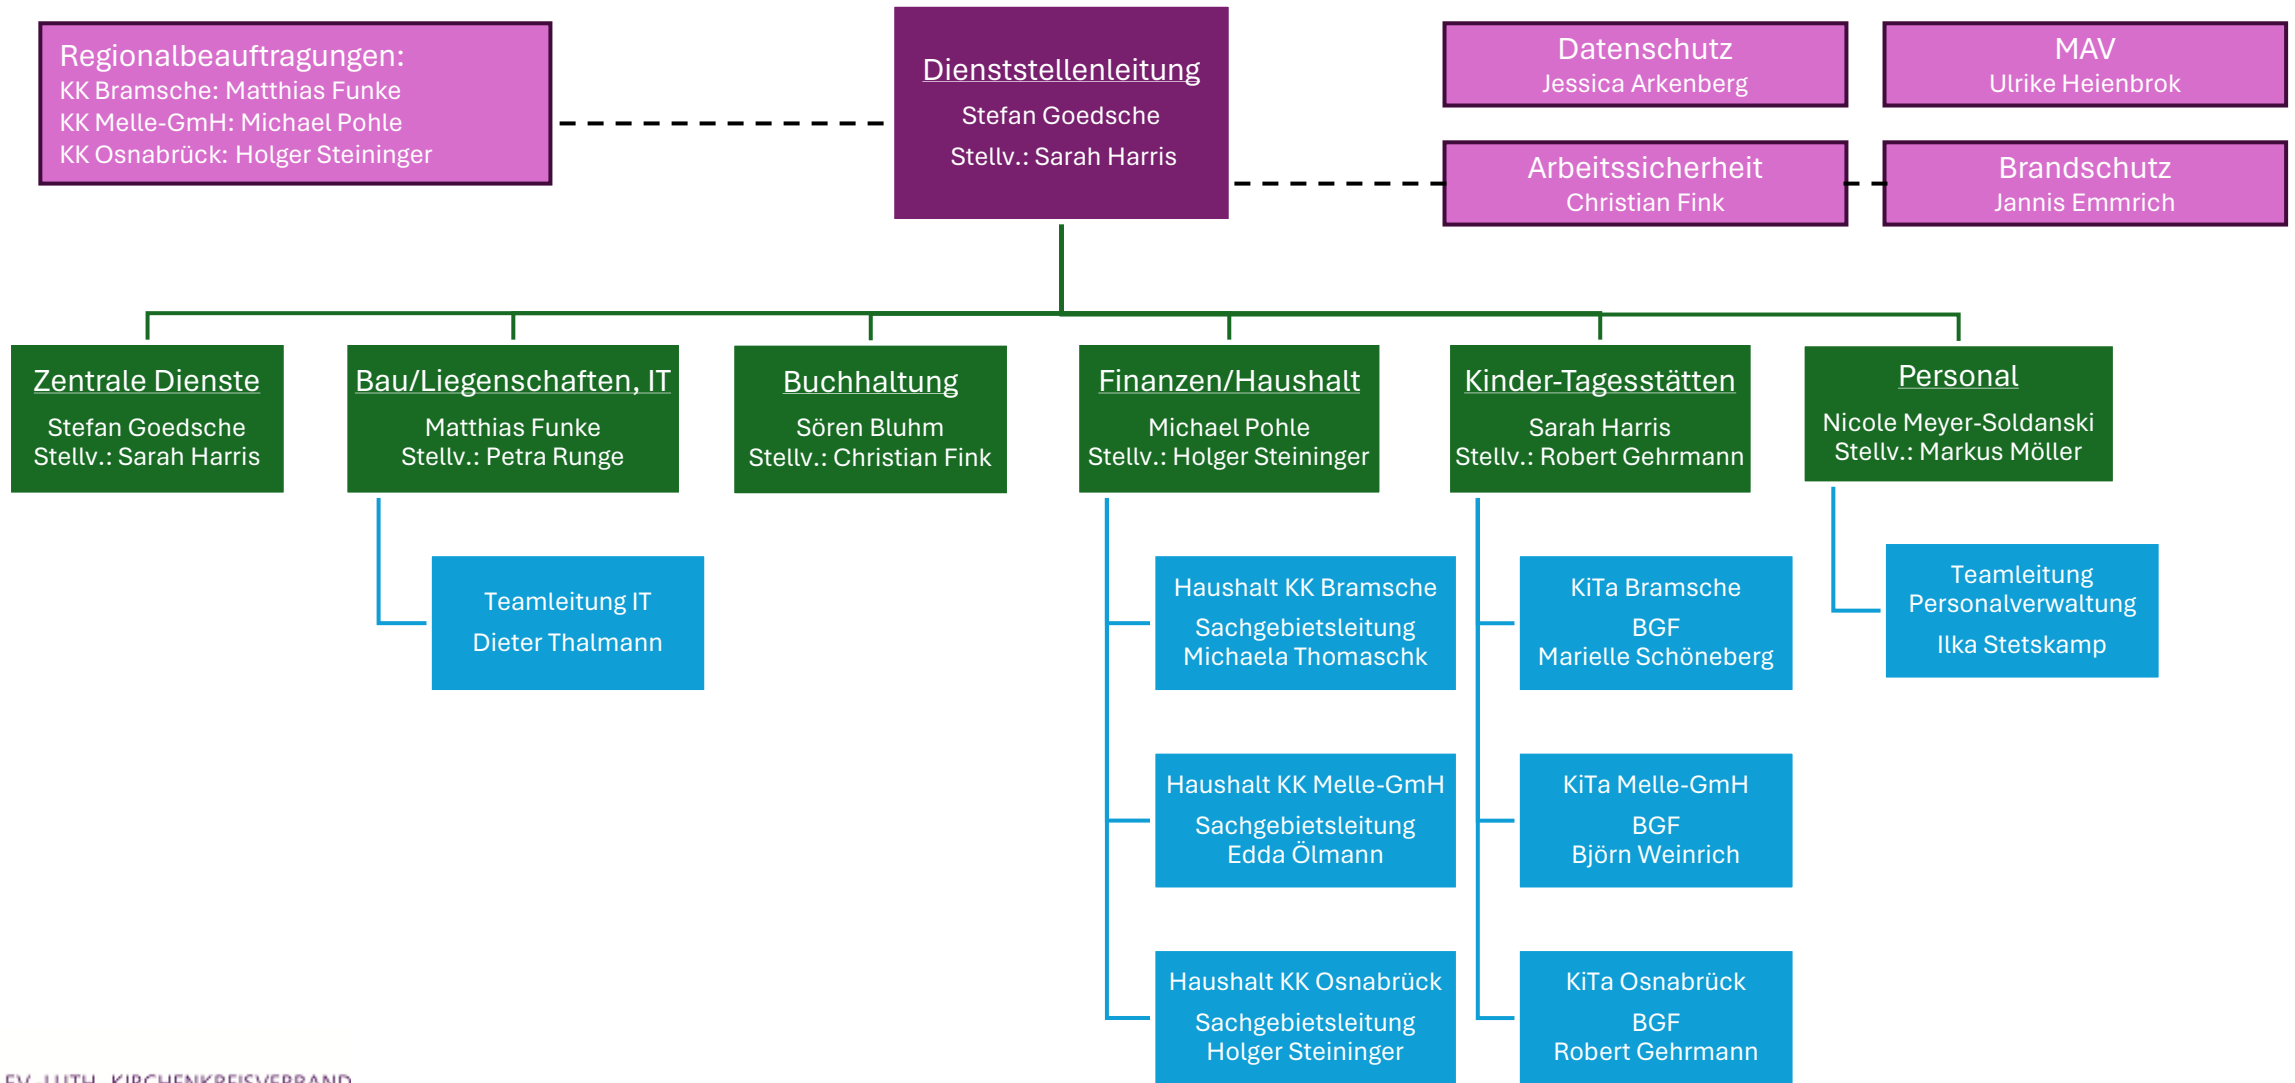 Regionalbeauftragungen:
KK Bramsche: Matthias Funke
KK Melle-GmH: Michael Pohle
KK Osnabrück: Holger Steininger
Dienststellenleitung
Stefan Goedsche
Stellv.: Sarah Harris
Datenschutz
Jessica Arkenberg
MAV
Ulrike Heienbrok
Arbeitssicherheit
Christian Fink
Brandschutz
Jannis Emmrich
Zentrale Dienste
Stefan Goedsche
Stellv.: Sarah Harris
Bau/Liegenschaften, IT
Matthias Funke
Stellv.: Petra Runge
Buchhaltung
Sören Bluhm
Stellv.: Christian Fink
Finanzen/Haushalt
Michael Pohle
Stellv.: Holger Steininger
Kinder-Tagesstätten
Sarah Harris
Stellv.: Robert Gehrmann
Personal
Nicole Meyer-Soldanski
Stellv.: Markus Möller
Teamleitung IT
Dieter Thalmann
Haushalt KK Bramsche
Sachgebietsleitung
Michaela Thomaschk
KiTa Bramsche
BGF
Marielle Schöneberg
Teamleitung
Personalverwaltung
Ilka Stetskamp
Haushalt KK Melle-GmH
Sachgebietsleitung
Edda Ölmann
KiTa Melle-GmH
BGF
Björn Weinrich
Haushalt KK Osnabrück
Sachgebietsleitung
Holger Steininger
KiTa Osnabrück
BGF
Robert Gehrmann
EV.-LUTH. KIRCHENKREISVERBAND